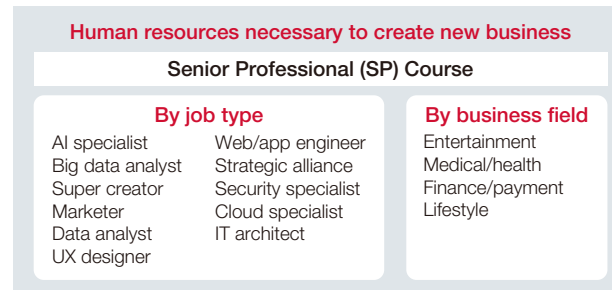 Human resources necessary to create new business
Senior Professional (SP) Course
By job type
AI specialist
Big data analyst
Super creator
Marketer
Data analyst
UX designer
Web/app engineer
Strategic alliance
Security specialist
Cloud specialist
IT architect
By business field
Entertainment
Medical/health
Finance/payment
Lifestyle